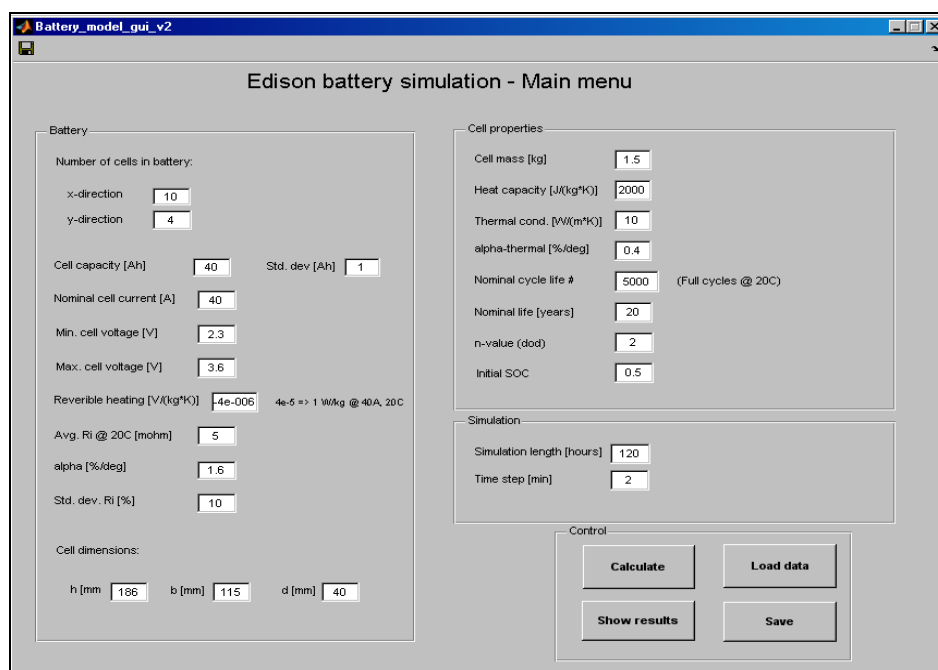 Battery_model_gui_v2
Edison battery simulation - Main menu
Battery
Number of cells in battery:
x-direction 10
y-direction 4
Cell capacity [Ah] 40 Std. dev [Ah] 1
Nominal cell current [A] 40
Min. cell voltage [V] 2.3
Max. cell voltage [V] 3.6
Reverible heating [V/(kg*K)] -4e-006 4e-5 => 1 W/kg @ 40A, 20C
Avg. Ri @ 20C [mohm] 5
alpha [%/deg] 1.6
Std. dev. Ri [%] 10
Cell dimensions:
h [mm 186 b [mm] 115 d [mm] 40
Cell properties
Cell mass [kg] 1.5
Heat capacity [J/(kg*K)] 2000
Thermal cond. [W/(m*K)] 10
alpha-thermal [%/deg] 0.4
Nominal cycle life # 5000 (Full cycles @ 20C)
Nominal life [years] 20
n-value (dod) 2
Initial SOC 0.5
Simulation
Simulation length [hours] 120
Time step [min] 2
Control
Calculate Load data
Show results Save